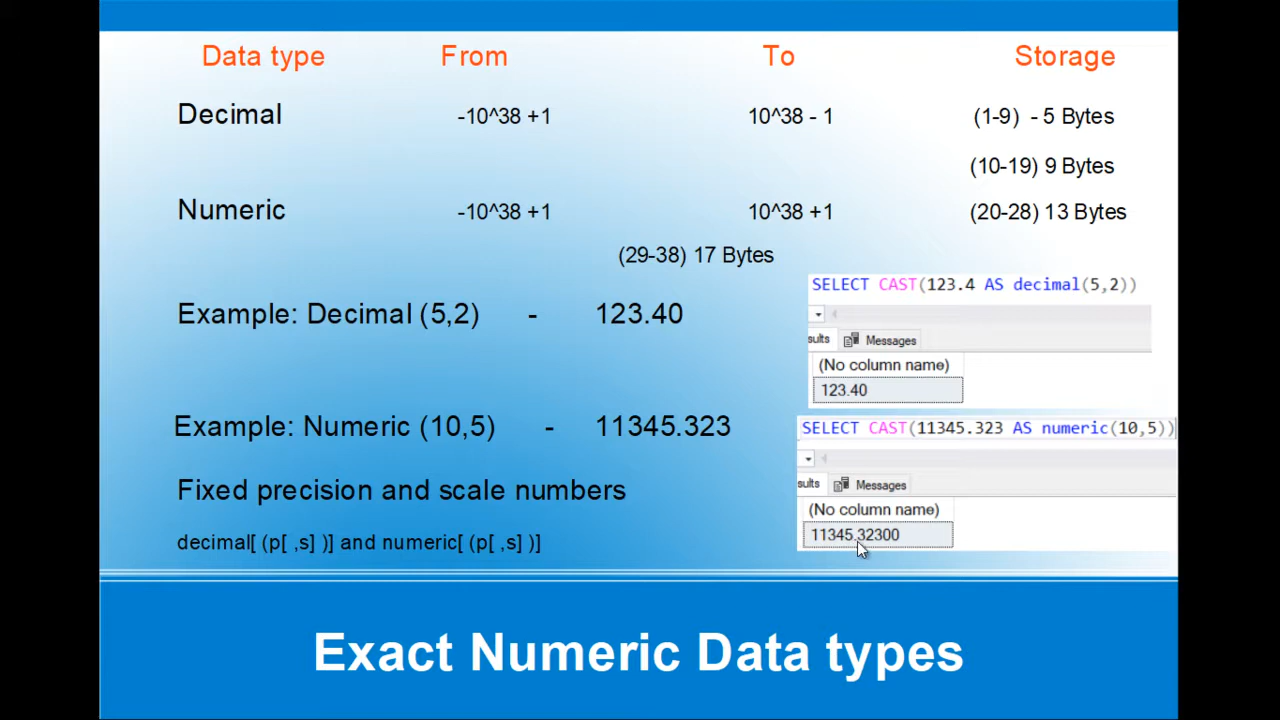 Data type From To Storage
Decimal -10^38 +1 10^38 - 1 (1-9) - 5 Bytes
(10-19) 9 Bytes
Numeric -10^38 +1 10^38 +1 (20-28) 13 Bytes
(29-38) 17 Bytes
Example: Decimal (5,2) - 123.40
SELECT CAST(123.4 AS decimal(5,2))
sults Messages
(No column name)
123.40
Example: Numeric (10,5) - 11345.323
SELECT CAST(11345.323 AS numeric(10,5))
sults Messages
(No column name)
11345.32300
Fixed precision and scale numbers
decimal[ (p[ ,s] )] and numeric[ (p[ ,s] )]
Exact Numeric Data types